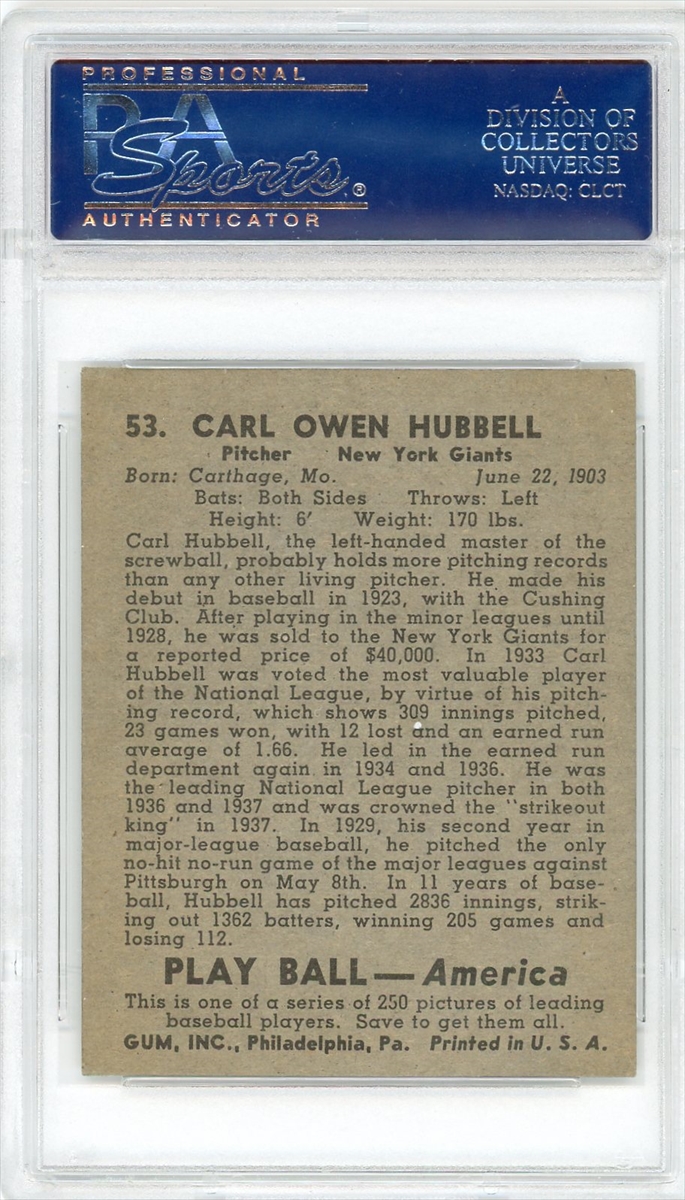 PROFESSIONAL
PSA
Sports®
AUTHENTICATOR
A
DIVISION OF
COLLECTORS
UNIVERSE
NASDAQ: CLCT
53. CARL OWEN HUBBELL
Pitcher New York Giants
Born: Carthage, Mo. June 22, 1903
Bats: Both Sides Throws: Left
Height: 6' Weight: 170 lbs.
Carl Hubbell, the left-handed master of the
screwball, probably holds more pitching records
than any other living pitcher. He made his
debut in baseball in 1923, with the Cushing
Club. After playing in the minor leagues until
1928, he was sold to the New York Giants for
a reported price of $40,000. In 1933 Carl
Hubbell was voted the most valuable player
of the National League, by virtue of his pitch-
ing record, which shows 309 innings pitched,
23 games won, with 12 lost and an earned run
average of 1.66. He led in the earned run
department again in 1934 and 1936. He was
the leading National League pitcher in both
1936 and 1937 and was crowned the "strikeout
king" in 1937. In 1929, his second year in
major-league baseball, he pitched the only
no-hit no-run game of the major leagues against
Pittsburgh on May 8th. In 11 years of base-
ball, Hubbell has pitched 2836 innings, strik-
ing out 1362 batters, winning 205 games and
losing 112.
PLAY BALL — America
This is one of a series of 250 pictures of leading
baseball players. Save to get them all.
GUM, INC., Philadelphia, Pa. Printed in U. S. A.